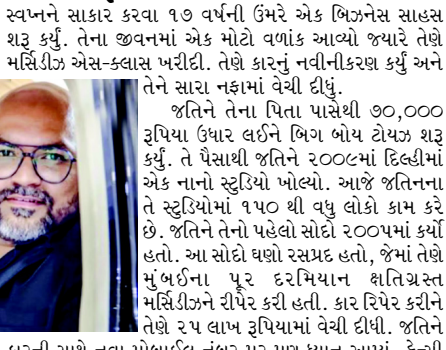 સ્વપ્નને સાકાર કરવા ૧૭ વર્ષની ઉંમરે એક બિઝનેસ સાહસ
શરૂ કર્યું. તેના જીવનમાં એક મોટો વળાંક આવ્યો જ્યારે તેણે
મર્સિડીઝ એસ-ક્લાસ ખરીદી. તેણે કારનું નવીનીકરણ કર્યું અને
તેને સારા નફામાં વેચી દીધું.
જતિને તેના પિતા પાસેથી ૭૦,૦૦૦
રૂપિયા ઉધાર લઈને બિગ બોય ટોયઝ શરૂ
કર્યું. તે પૈસાથી જતિને ૨૦૦૯માં દિલ્હીમાં
એક નાનો સ્ટુડિયો ખોલ્યો. આજે જતિનના
તે સ્ટુડિયોમાં ૧૫૦ થી વધુ લોકો કામ કરે
છે. જતિને તેનો પહેલો સોદો ૨૦૦૫માં કર્યો
હતો. આ સોદો ઘણો રસપ્રદ હતો, જેમાં તેણે
મુંબઈના પૂર દરમિયાન ક્ષતિગ્રસ્ત
મર્સિડીઝને રીપેર કરી હતી. કાર રિપેર કરીને
તેણે ૨૫ લાખ રૂપિયામાં વેચી દીધી. જતિને